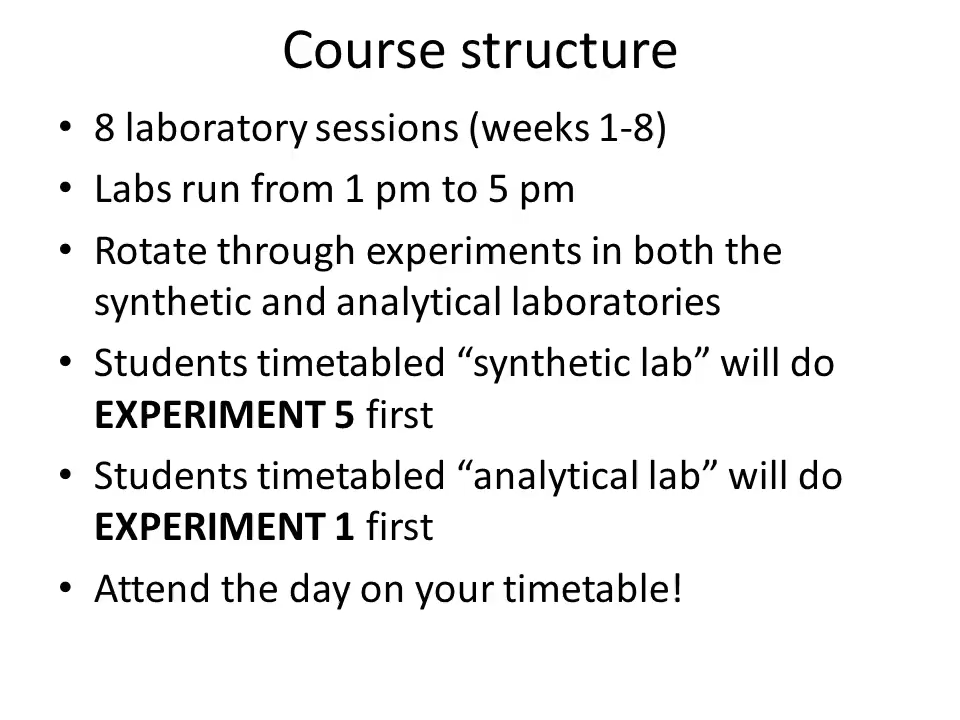 Course structure
• 8 laboratory sessions (weeks 1-8)
• Labs run from 1 pm to 5 pm
• Rotate through experiments in both the
synthetic and analytical laboratories
• Students timetabled “synthetic lab” will do
EXPERIMENT 5 first
• Students timetabled “analytical lab” will do
EXPERIMENT 1 first
• Attend the day on your timetable!